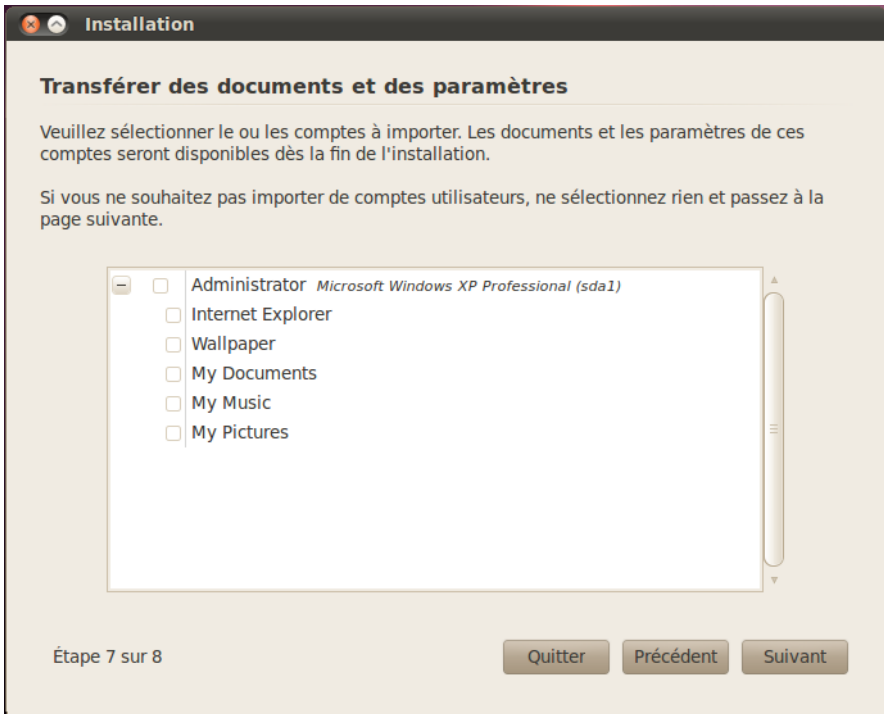 Installation
Transférer des documents et des paramètres
Veuillez sélectionner le ou les comptes à importer. Les documents et les paramètres de ces
comptes seront disponibles dès la fin de l'installation.
Si vous ne souhaitez pas importer de comptes utilisateurs, ne sélectionnez rien et passez à la
page suivante.
Administrator Microsoft Windows XP Professional (sda1)
Internet Explorer
Wallpaper
My Documents
My Music
My Pictures
Étape 7 sur 8 Quitter Précédent Suivant